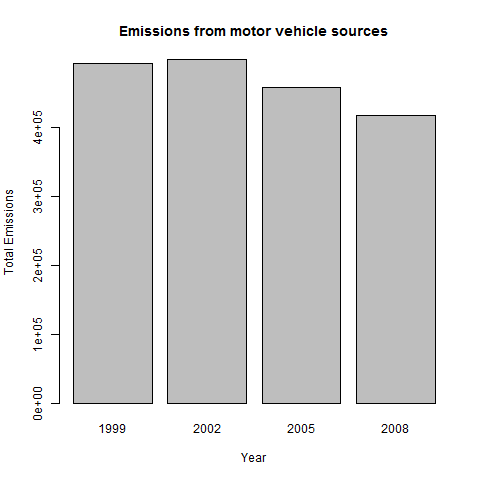 Emissions from motor vehicle sources
Total Emissions
4e+05
3e+05
2e+05
1e+05
0e+00
1999 2002 2005 2008
Year